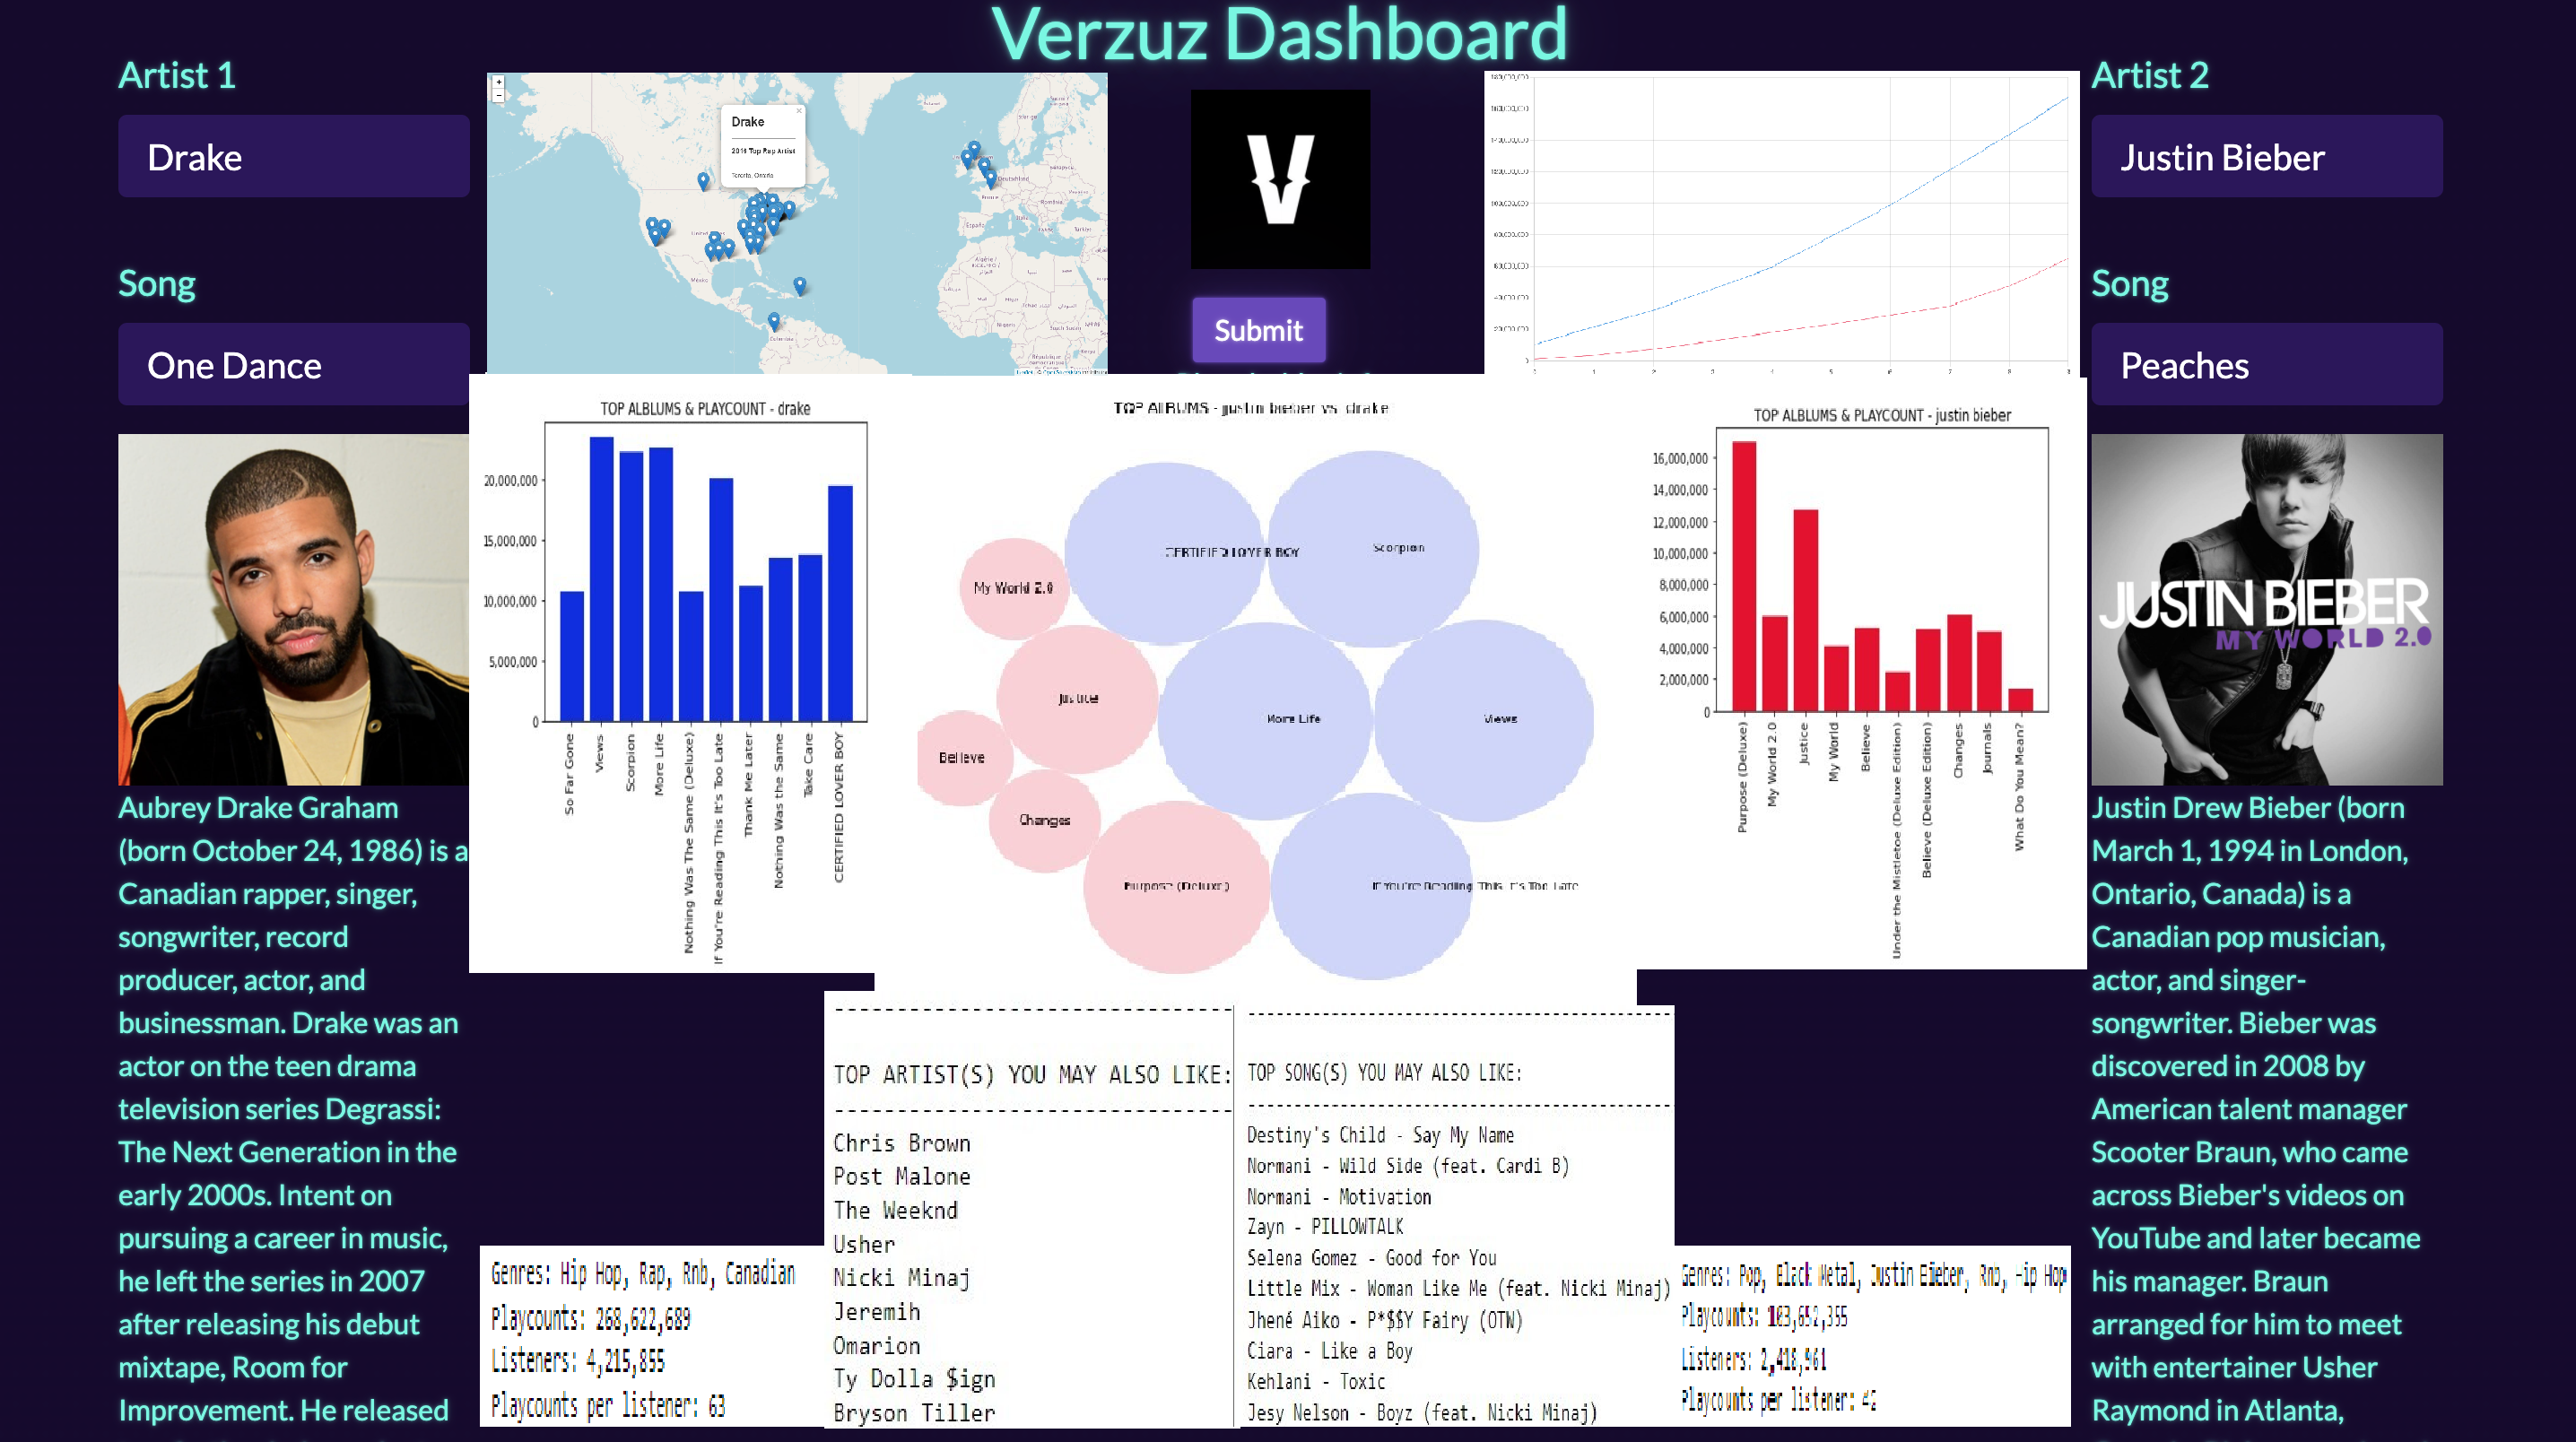 Verzuz Dashboard
Artist 1
Drake
Song
One Dance
Aubrey Drake Graham
(born October 24, 1986) is a
Canadian rapper, singer,
songwriter, record
producer, actor, and
businessman. Drake was an
actor on the teen drama
television series Degrassi:
The Next Generation in the
early 2000s. Intent on
pursuing a career in music,
he left the series in 2007
after releasing his debut
mixtape, Room for
Improvement. He released
+
−
Drake
2016 Top Rap Artist
Toronto, Ontario
V
Submit
TOP ALBLUMS & PLAYCOUNT - drake
20,000,000
15,000,000
10,000,000
5,000,000
0
So Far Gone
Views
Scorpion
More Life
Nothing Was The Same (Deluxe)
If You're Reading This It's Too Late
Thank Me Later
Nothing Was the Same
Take Care
CERTIFIED LOVER BOY
TOP ALBUMS - justin bieber vs. drake
CERTIFIED LOVER BOY
Scorpion
My World 2.0
Justice
More Life
Views
Believe
Changes
Purpose (Deluxe)
If You're Reading This It's Too Late
TOP ALBLUMS & PLAYCOUNT - justin bieber
16,000,000
14,000,000
12,000,000
10,000,000
8,000,000
6,000,000
4,000,000
2,000,000
0
Purpose (Deluxe)
My World 2.0
Justice
My World
Believe
Under the Mistletoe (Deluxe Edition)
Believe (Deluxe Edition)
Changes
Journals
What Do You Mean?
Genres: Hip Hop, Rap, Rnb, Canadian
Playcounts: 268,622,689
Listeners: 4,215,855
Playcounts per listener: 63
TOP ARTIST(S) YOU MAY ALSO LIKE:
Chris Brown
Post Malone
The Weeknd
Usher
Nicki Minaj
Jeremih
Omarion
Ty Dolla $ign
Bryson Tiller
TOP SONG(S) YOU MAY ALSO LIKE:
Destiny's Child - Say My Name
Normani - Wild Side (feat. Cardi B)
Normani - Motivation
Zayn - PILLOWTALK
Selena Gomez - Good for You
Little Mix - Woman Like Me (feat. Nicki Minaj)
Jhené Aiko - P*$$Y Fairy (OTW)
Ciara - Like a Boy
Kehlani - Toxic
Jesy Nelson - Boyz (feat. Nicki Minaj)
Genres: Pop, Black Metal, Justin Bieber, Rnb, Hip Hop
Playcounts: 103,652,355
Listeners: 2,418,961
Playcounts per listener: 42
Artist 2
Justin Bieber
Song
Peaches
JUSTIN BIEBER
MY WORLD 2.0
Justin Drew Bieber (born
March 1, 1994 in London,
Ontario, Canada) is a
Canadian pop musician,
actor, and singer-
songwriter. Bieber was
discovered in 2008 by
American talent manager
Scooter Braun, who came
across Bieber's videos on
YouTube and later became
his manager. Braun
arranged for him to meet
with entertainer Usher
Raymond in Atlanta,